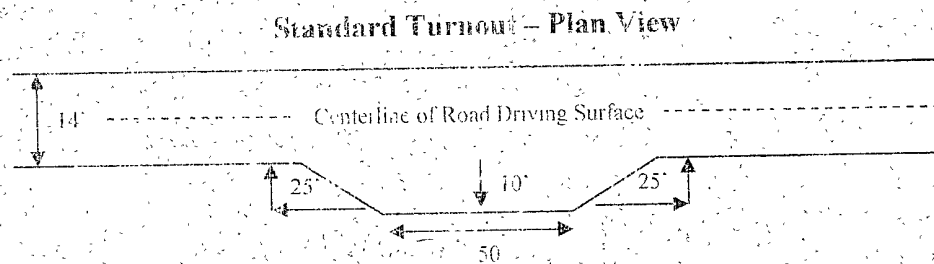 Standard Turnout – Plan View
14'
Centerline of Road Driving Surface
25'
10'
25'
50